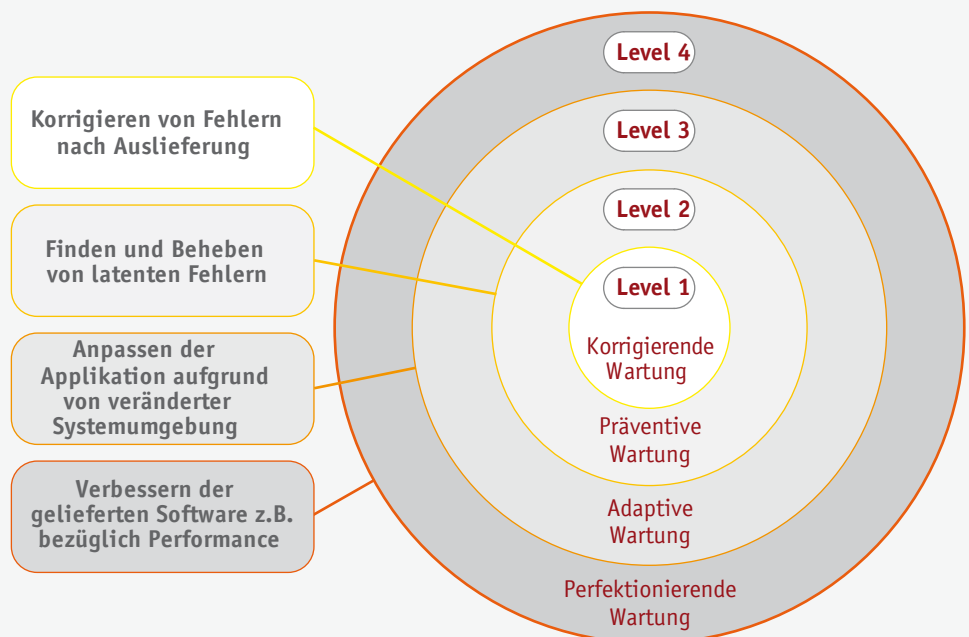 Korrigieren von Fehlern
nach Auslieferung
Finden und Beheben
von latenten Fehlern
Anpassen der
Applikation aufgrund
von veränderter
Systemumgebung
Verbessern der
gelieferten Software z.B.
bezüglich Performance
Level 4
Level 3
Level 2
Level 1
Korrigierende
Wartung
Präventive
Wartung
Adaptive
Wartung
Perfektionierende
Wartung